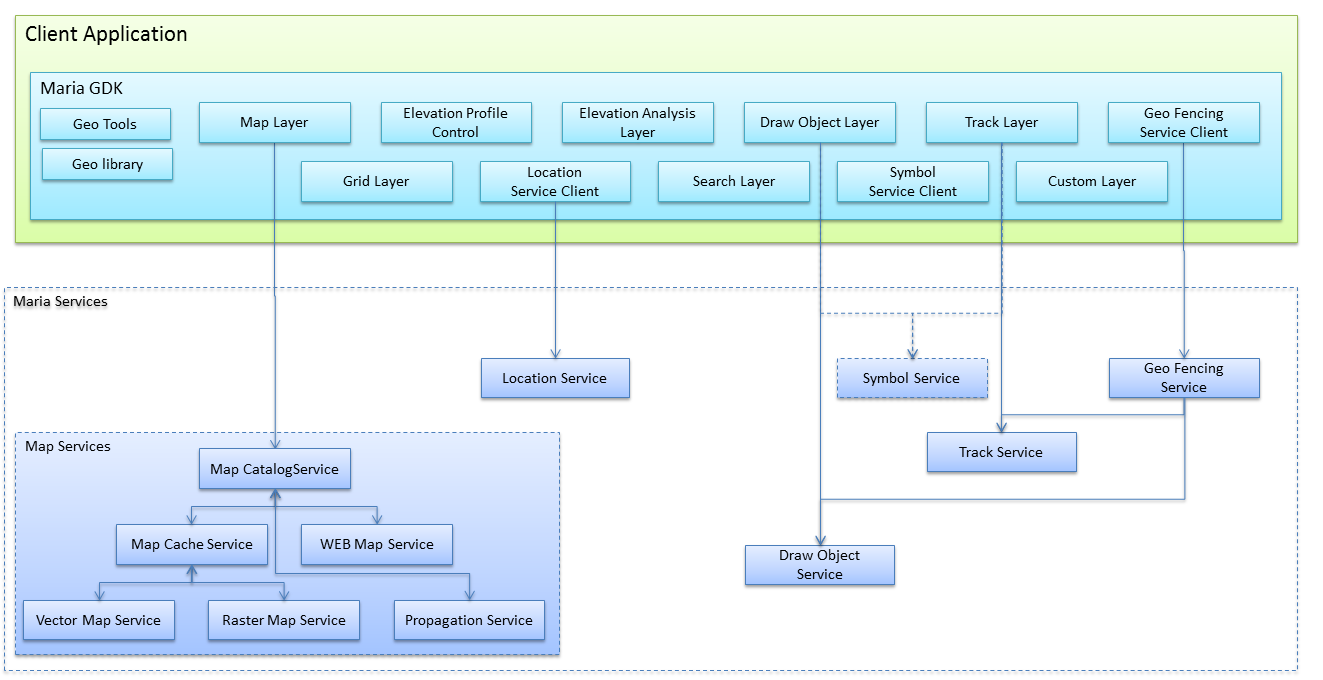 Client Application
Maria GDK
Geo Tools
Geo library
Map Layer
Elevation Profile
Control
Elevation Analysis
Layer
Draw Object Layer
Track Layer
Geo Fencing
Service Client
Grid Layer
Location
Service Client
Search Layer
Symbol
Service Client
Custom Layer
Maria Services
Location Service
Symbol Service
Geo Fencing
Service
Map Services
Map CatalogService
Track Service
Map Cache Service
WEB Map Service
Draw Object
Service
Vector Map Service
Raster Map Service
Propagation Service